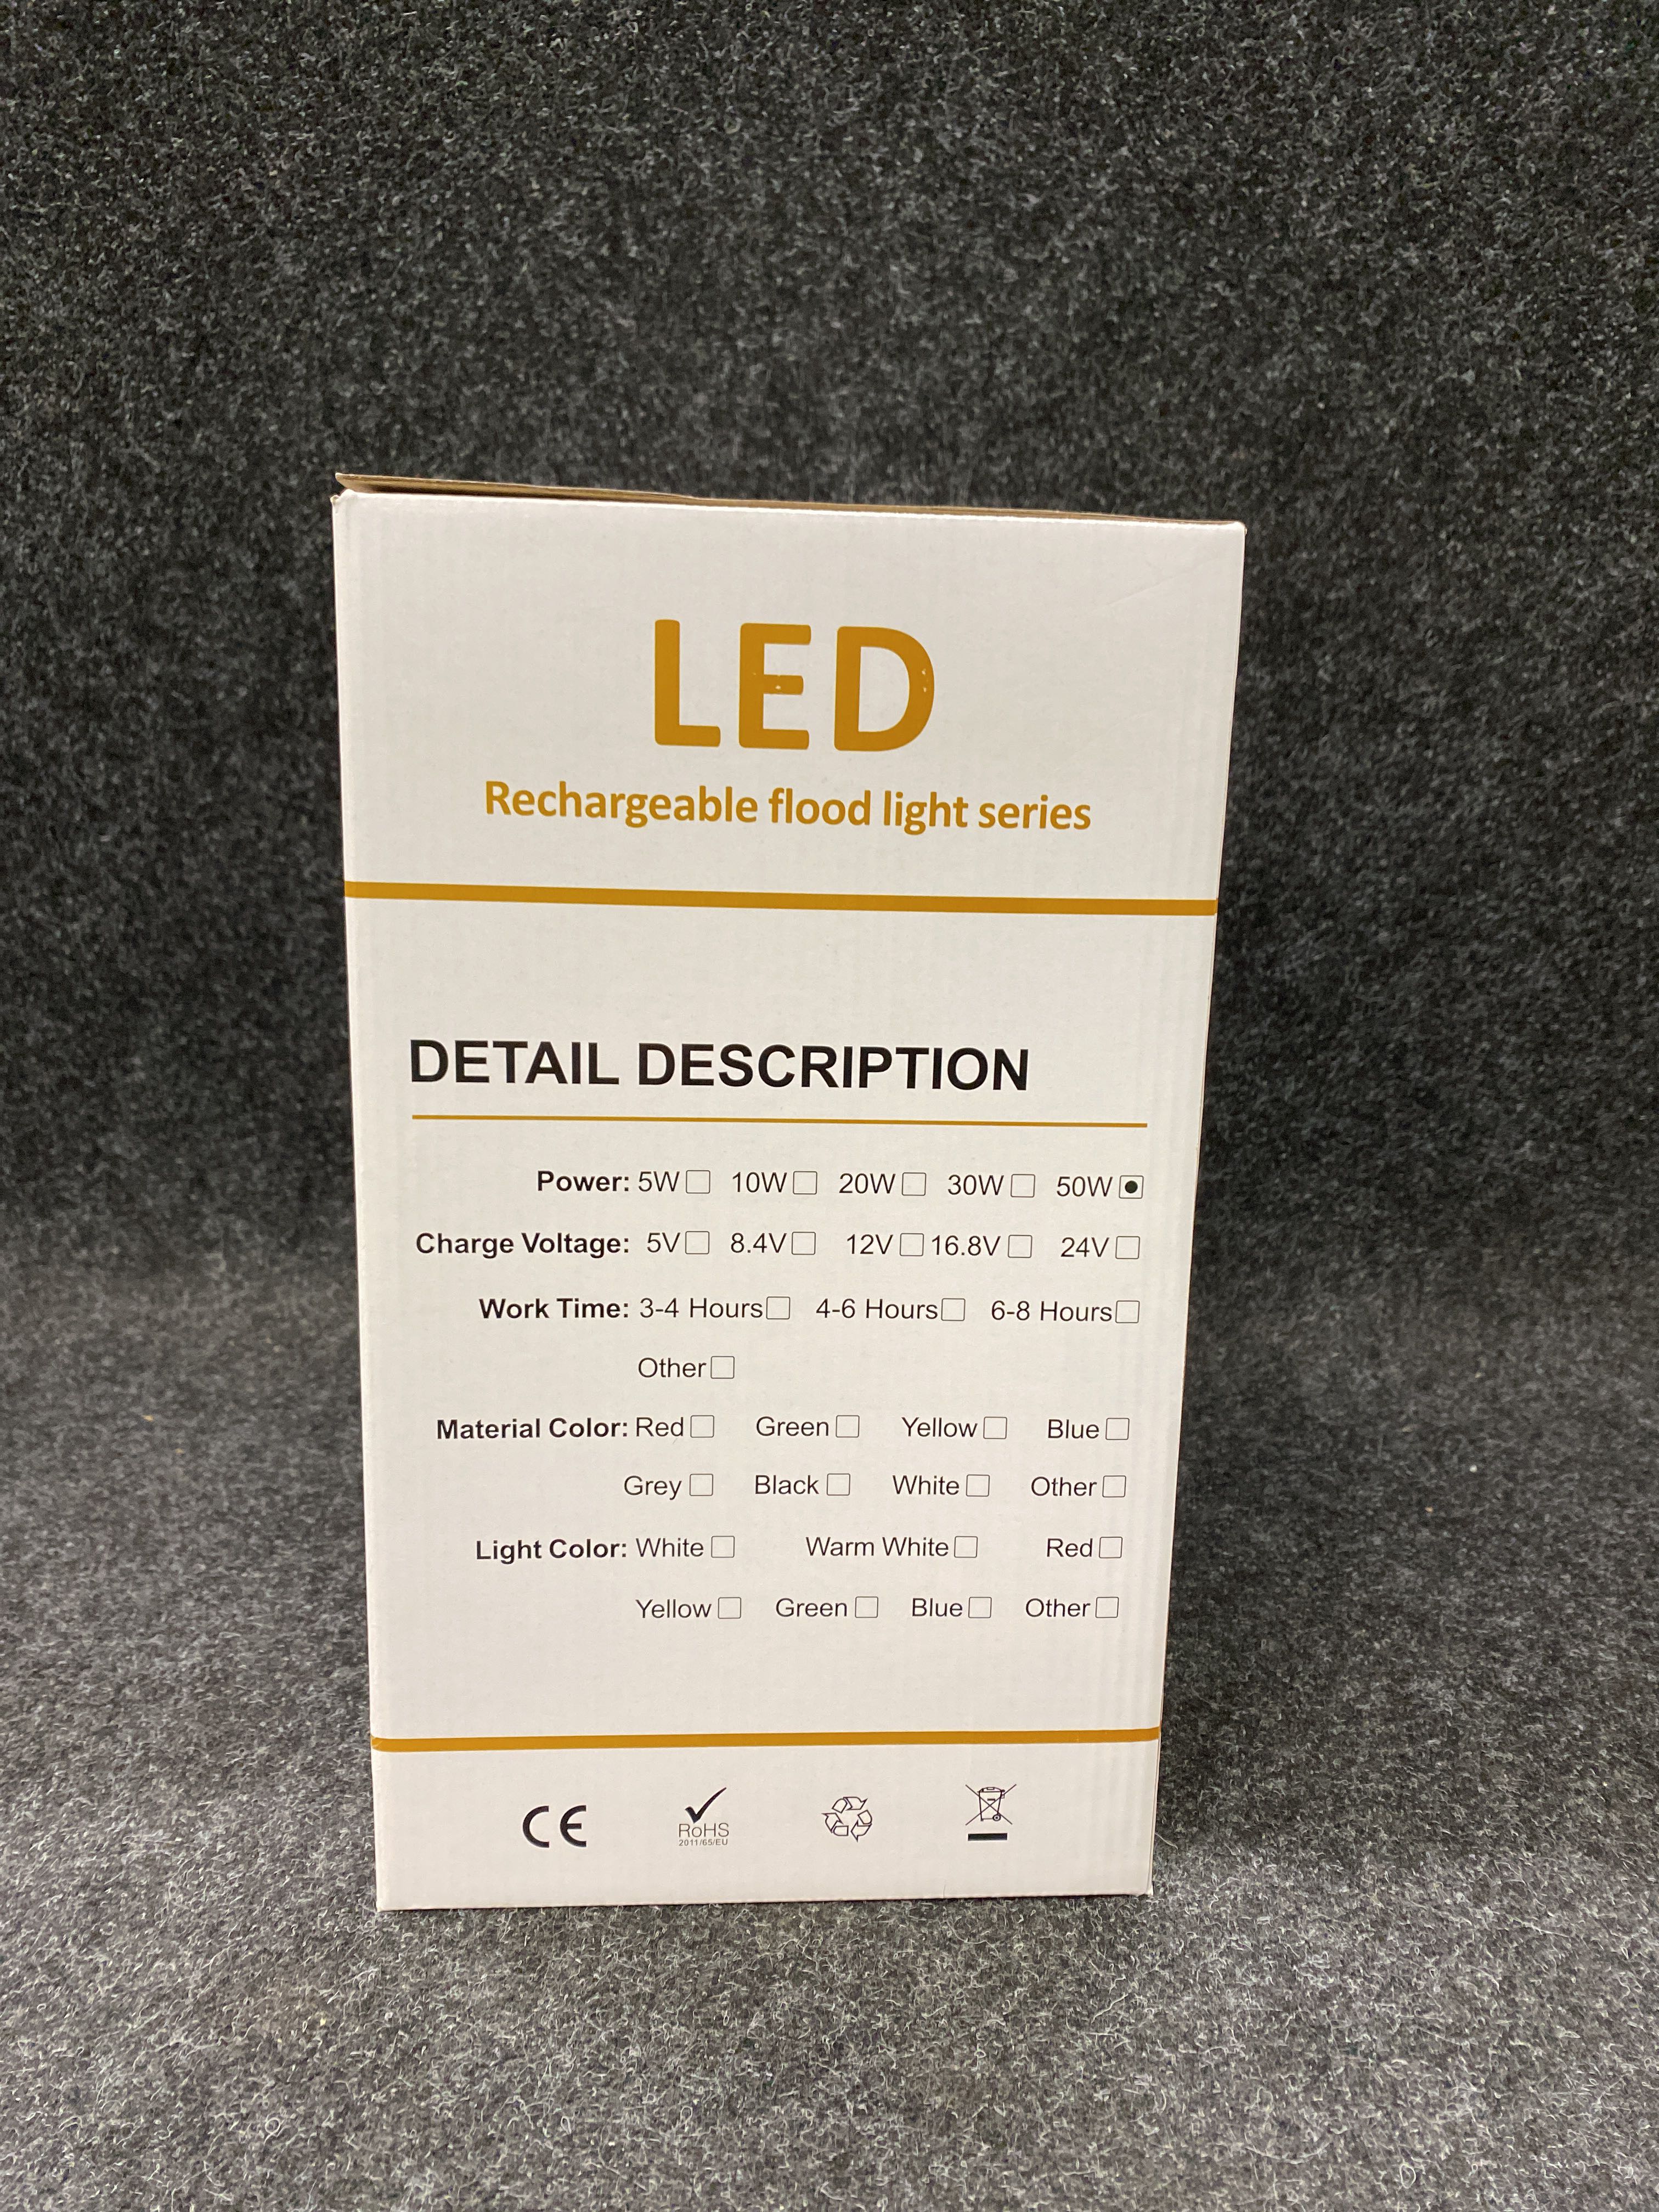 LED
Rechargeable flood light series
DETAIL DESCRIPTION
Power: 5W☐ 10W☐ 20W☐ 30W☐ 50W☒
Charge Voltage: 5V☐ 8.4V☐ 12V☐ 16.8V☐ 24V☐
Work Time: 3-4 Hours☐ 4-6 Hours☐ 6-8 Hours☐
Other☐
Material Color: Red☐ Green☐ Yellow☐ Blue☐
Grey☐ Black☐ White☐ Other☐
Light Color: White☐ Warm White☐ Red☐
Yellow☐ Green☐ Blue☐ Other☐
CE
RoHS
2011/65/EU